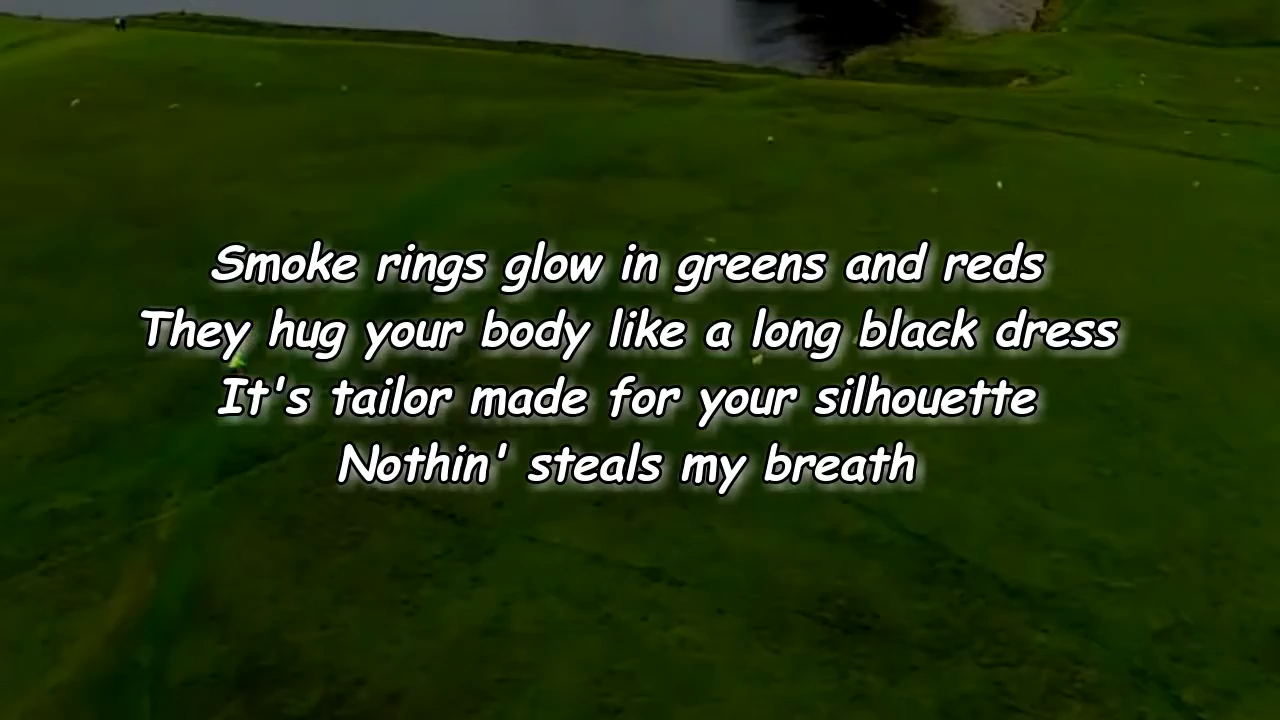 Smoke rings glow in greens and reds
They hug your body like a long black dress
It's tailor made for your silhouette
Nothin' steals my breath